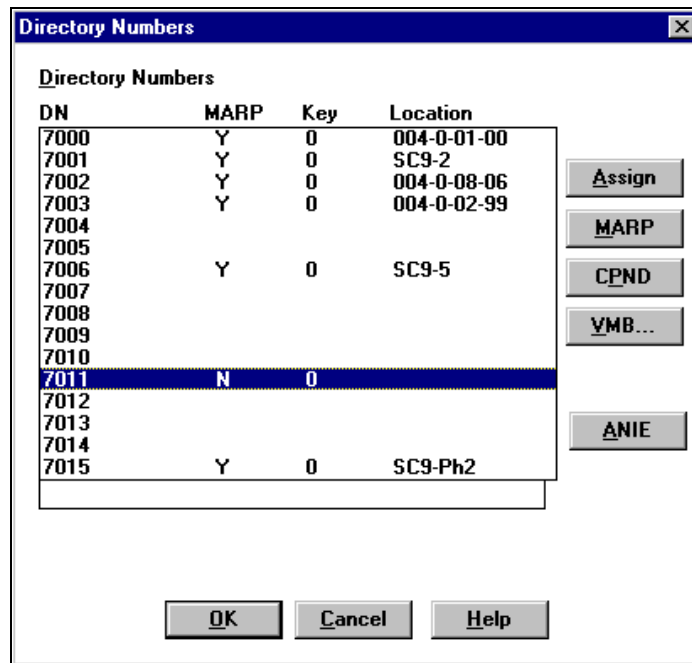 Directory Numbers
Directory Numbers
DN MARP Key Location
7000 Y 0 004-0-01-00
7001 Y 0 SC9-2
7002 Y 0 004-0-08-06
7003 Y 0 004-0-02-99
7004
7005
7006 Y 0 SC9-5
7007
7008
7009
7010
7011 N 0
7012
7013
7014
7015 Y 0 SC9-Ph2
Assign
MARP
CPND
VMB...
ANIE
OK Cancel Help